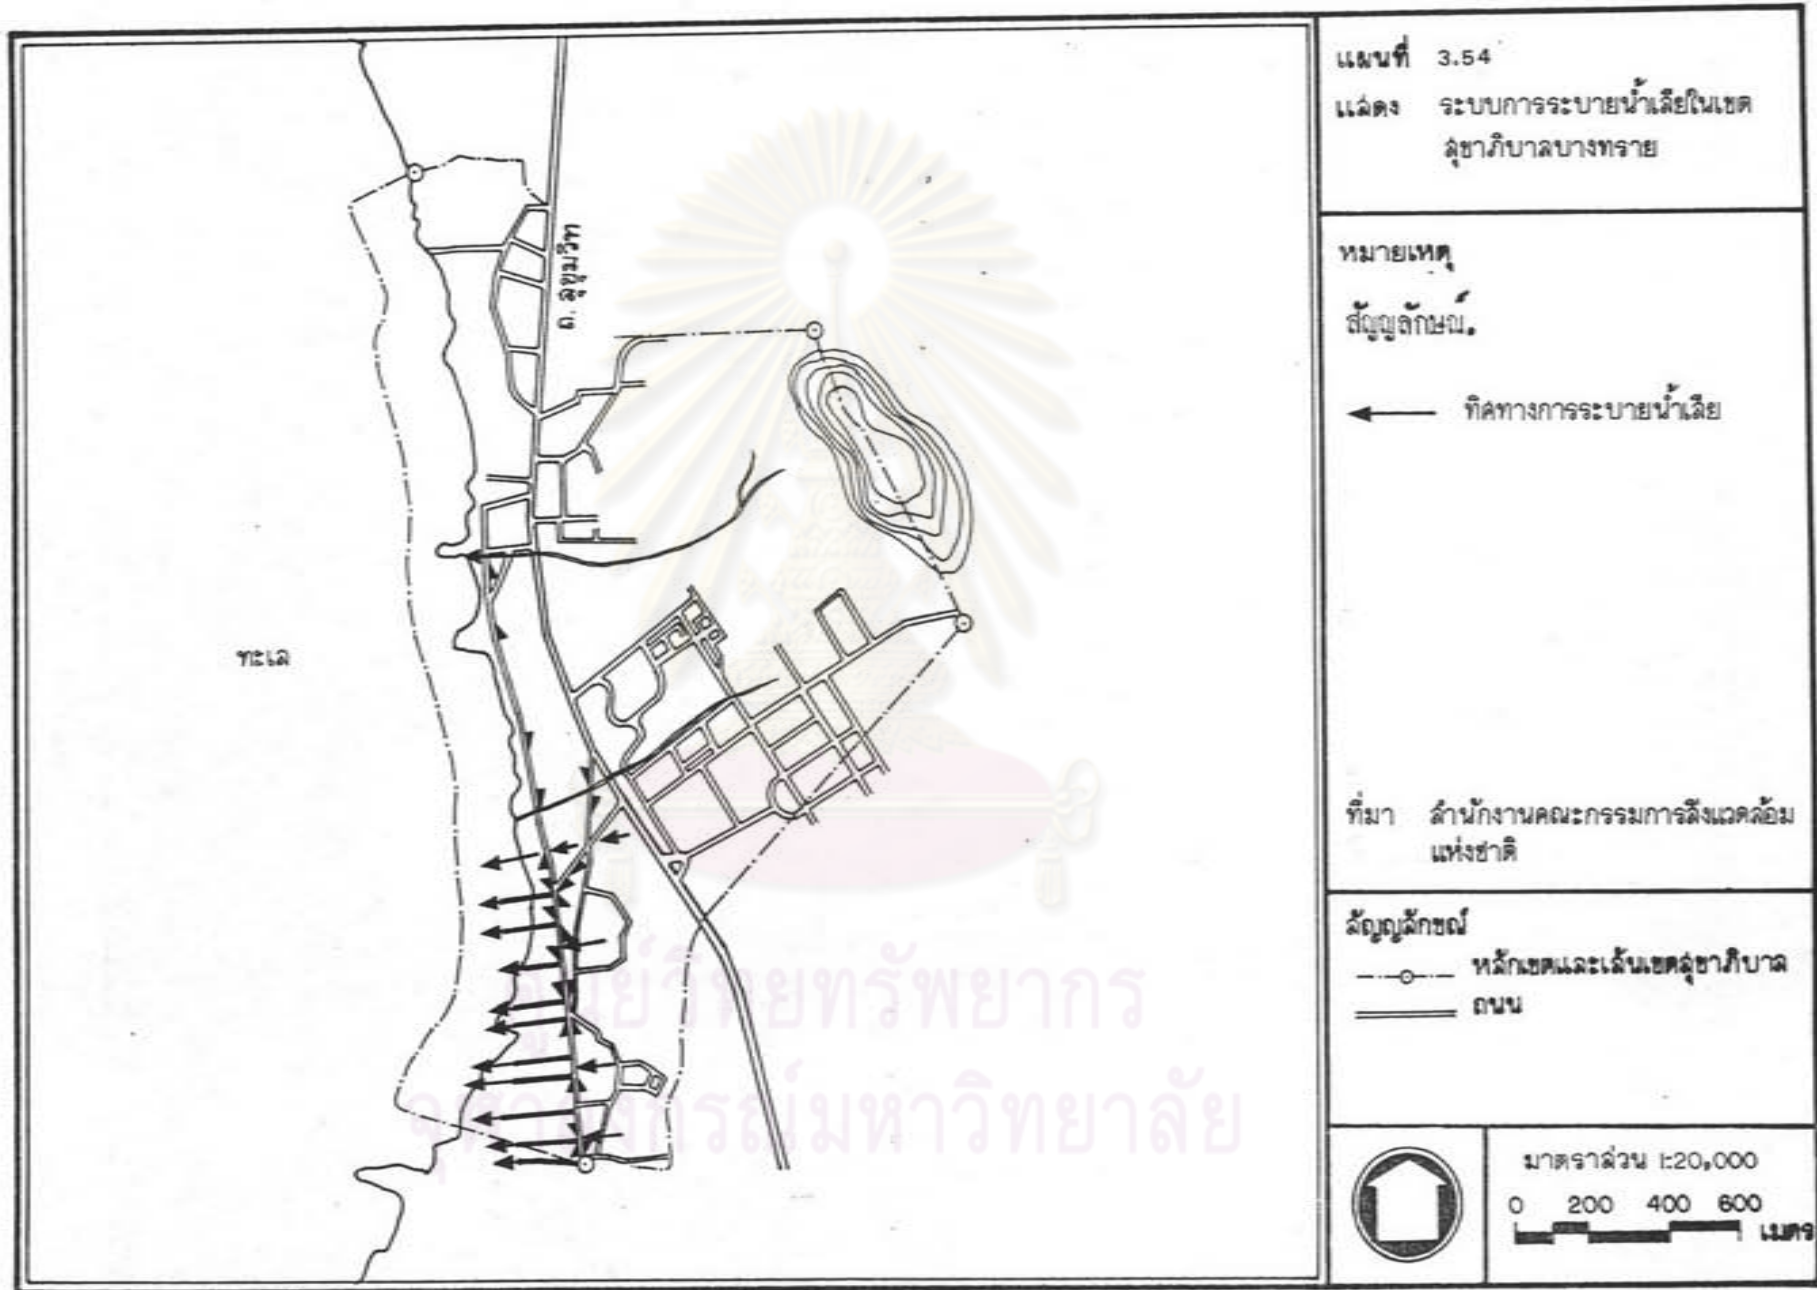 แผนที่ 3.54
แสดง ระบบการระบายน้ำเสียในเขต
สุขาภิบาลบางทราย
หมายเหตุ
สัญญลักษณ์.
ทิศทางการระบายน้ำเสีย
ที่มา สำนักงานคณะกรรมการสิ่งแวดล้อม
แห่งชาติ
สัญญลักขณ์
หลักเขตและเส้นเขตสุขาภิบาล
ถนน
มาตราส่วน 1:20,000
0 200 400 600
เมตร
ถ. สุขุมวิท
ทะเล
ศูนย์วิทยทรัพยากร
จุฬาลงกรณ์มหาวิทยาลัย